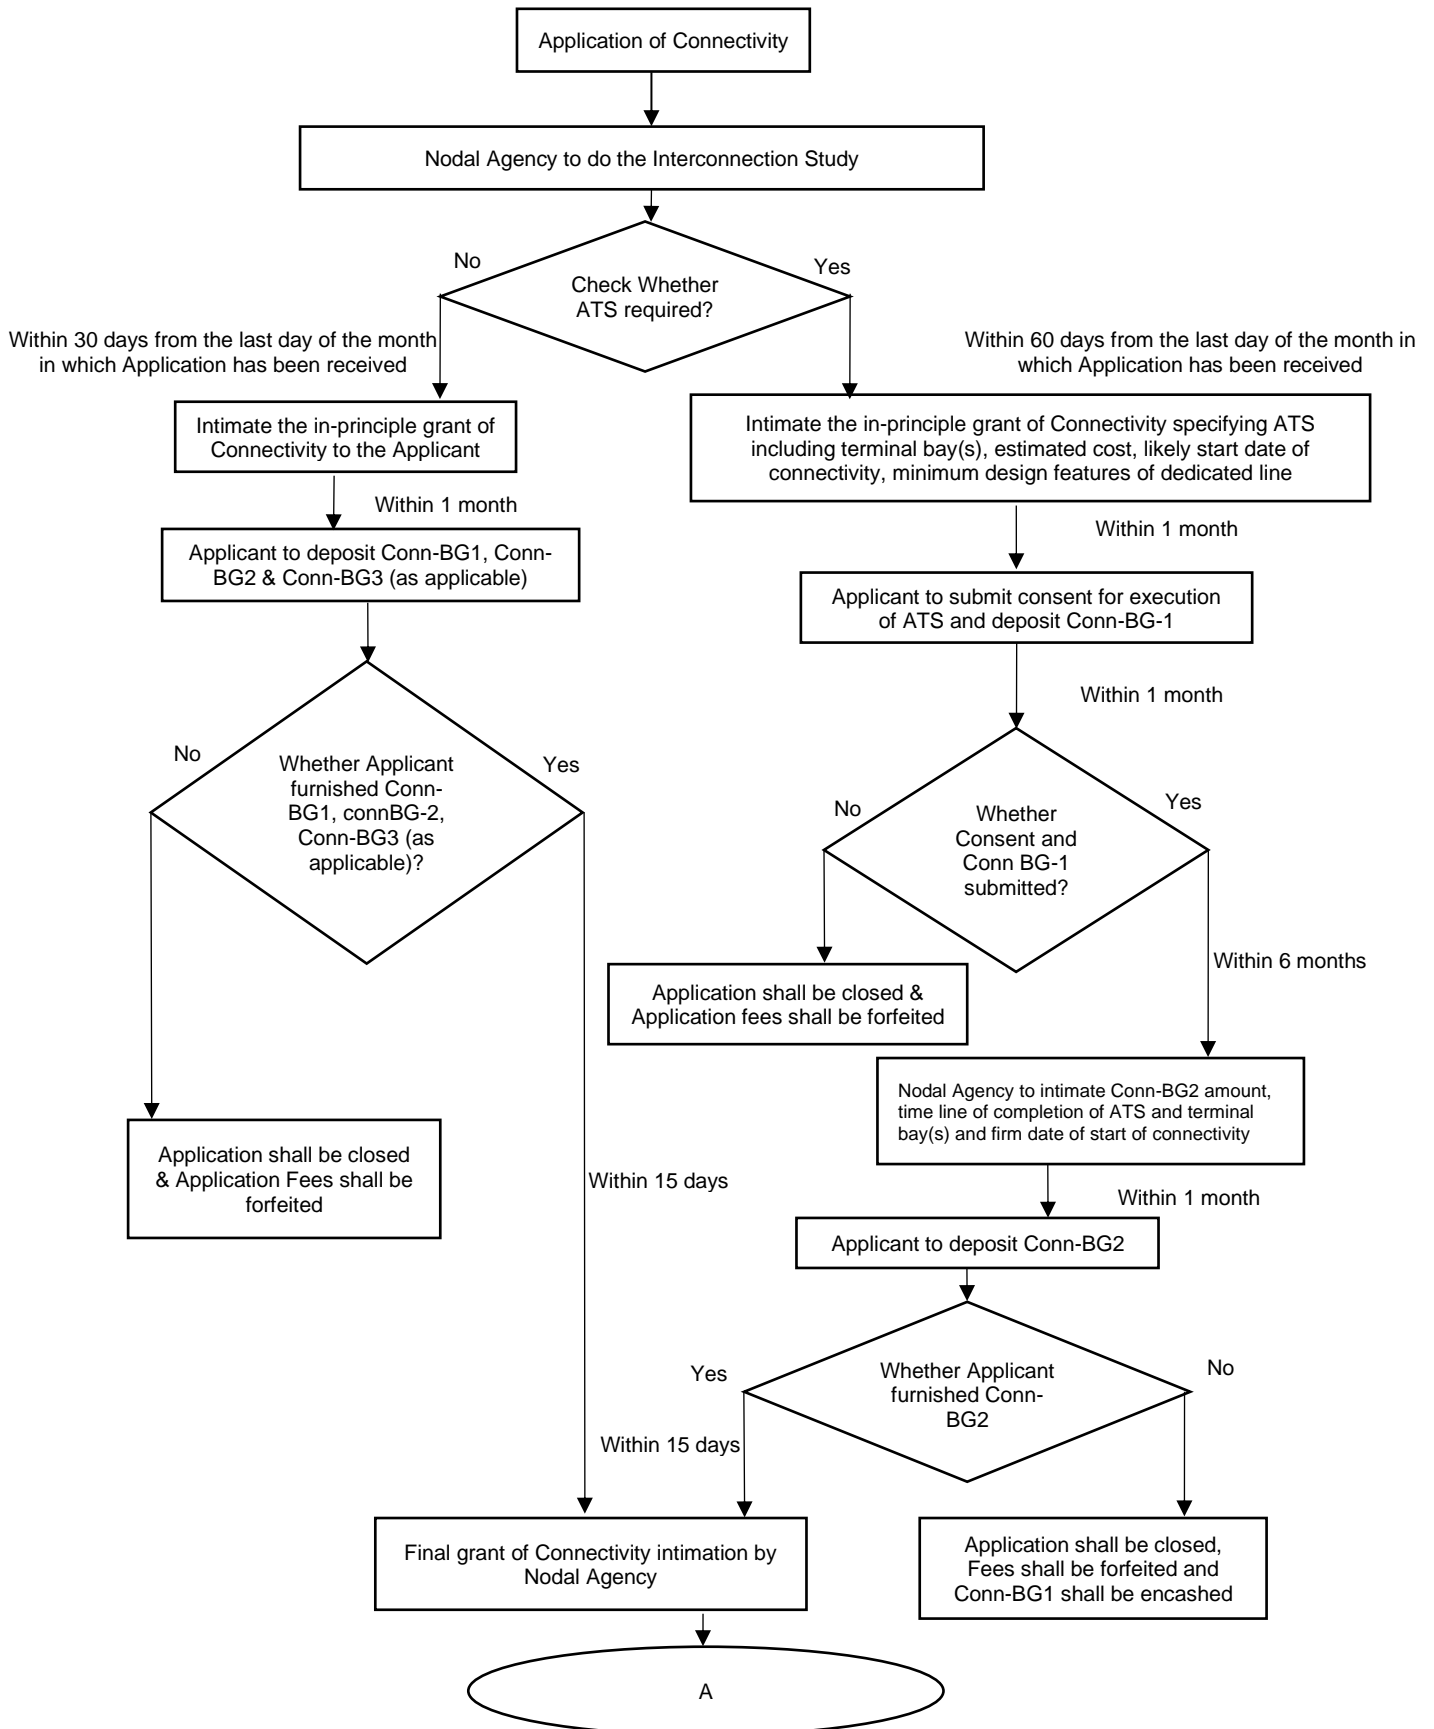 Application of Connectivity
Nodal Agency to do the Interconnection Study
No
Yes
Check Whether
ATS required?
Within 30 days from the last day of the month
in which Application has been received
Within 60 days from the last day of the month in
which Application has been received
Intimate the in-principle grant of
Connectivity to the Applicant
Intimate the in-principle grant of Connectivity specifying ATS
including terminal bay(s), estimated cost, likely start date of
connectivity, minimum design features of dedicated line
Within 1 month
Within 1 month
Applicant to deposit Conn-BG1, Conn-
BG2 & Conn-BG3 (as applicable)
Applicant to submit consent for execution
of ATS and deposit Conn-BG-1
Within 1 month
No
Yes
Whether Applicant
furnished Conn-
BG1, connBG-2,
Conn-BG3 (as
applicable)?
No
Yes
Whether
Consent and
Conn BG-1
submitted?
Within 6 months
Application shall be closed &
Application fees shall be forfeited
Nodal Agency to intimate Conn-BG2 amount,
time line of completion of ATS and terminal
bay(s) and firm date of start of connectivity
Application shall be closed
& Application Fees shall be
forfeited
Within 15 days
Within 1 month
Applicant to deposit Conn-BG2
Yes
No
Whether Applicant
furnished Conn-
BG2
Within 15 days
Final grant of Connectivity intimation by
Nodal Agency
Application shall be closed,
Fees shall be forfeited and
Conn-BG1 shall be encashed
A